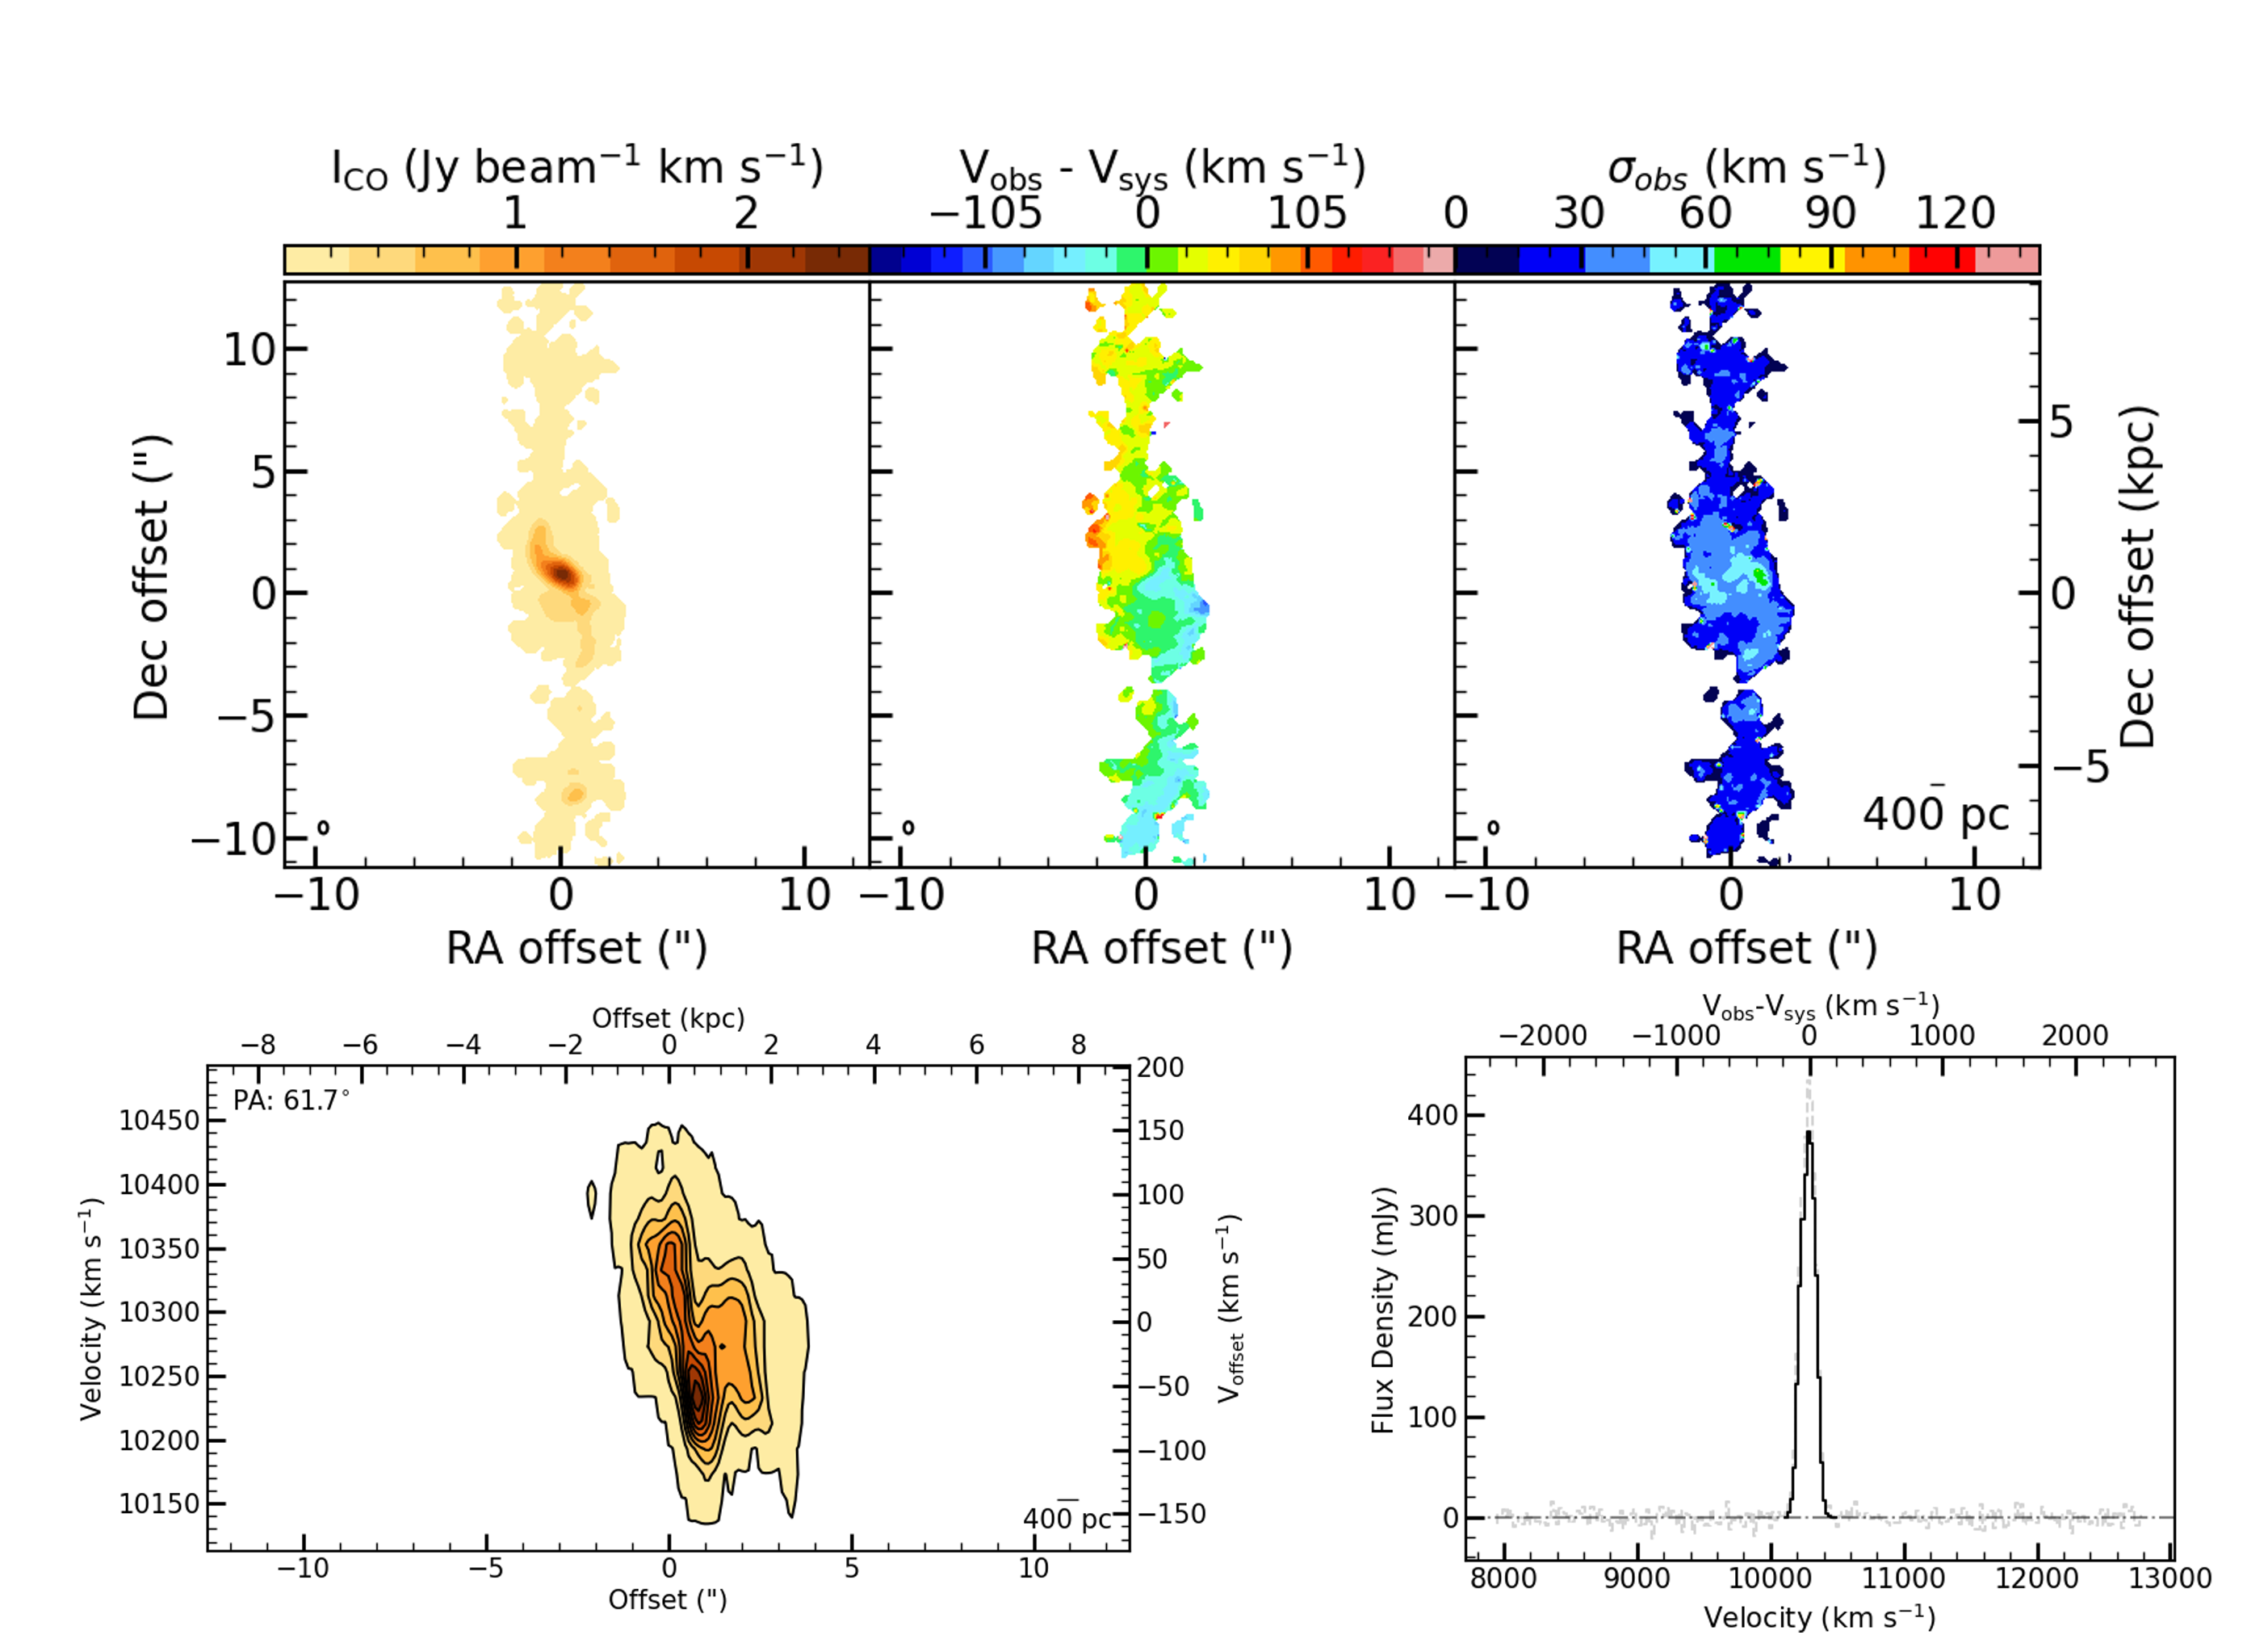 I_CO (Jy beam⁻¹ km s⁻¹)
V_obs - V_sys (km s⁻¹)
σ_obs (km s⁻¹)
1 2
−105 0 105
0 30 60 90 120
Dec offset (")
10
5
0
−5
−10
5
0
−5
Dec offset (kpc)
400 pc
−10 0 10
−10 0 10
−10 0 10
RA offset (")
RA offset (")
RA offset (")
Offset (kpc)
−8 −6 −4 −2 0 2 4 6 8
PA: 61.7°
Velocity (km s⁻¹)
10450
10400
10350
10300
10250
10200
10150
200
150
100
50
0
−50
−100
−150
V_offset (km s⁻¹)
400 pc
−10 −5 0 5 10
Offset (")
V_obs-V_sys (km s⁻¹)
−2000 −1000 0 1000 2000
Flux Density (mJy)
400
300
200
100
0
8000 9000 10000 11000 12000 13000
Velocity (km s⁻¹)